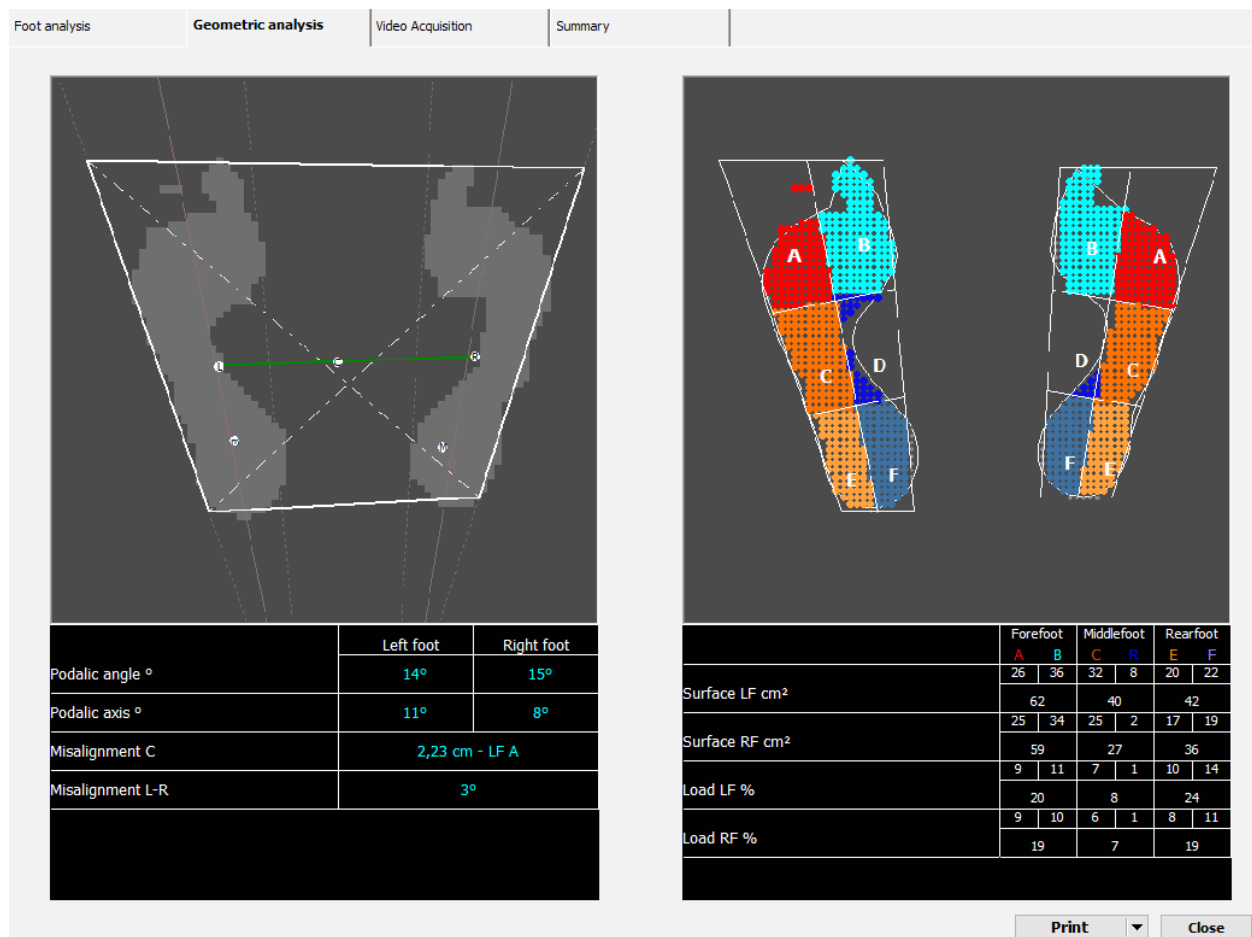 Foot analysis
Geometric analysis
Video Acquisition
Summary
L
C
R
M
A
B
C
D
E
F
B
A
D
C
F
E
Left foot Right foot
Podalic angle º 14º 15º
Podalic axis º 11º 8º
Misalignment C 2,23 cm - LF A
Misalignment L-R 3º
Forefoot Middlefoot Rearfoot
A B C R E F
26 36 32 8 20 22
Surface LF cm²
62 40 42
25 34 25 2 17 19
Surface RF cm²
59 27 36
9 11 7 1 10 14
Load LF %
20 8 24
9 10 6 1 8 11
Load RF %
19 7 19
Print
Close